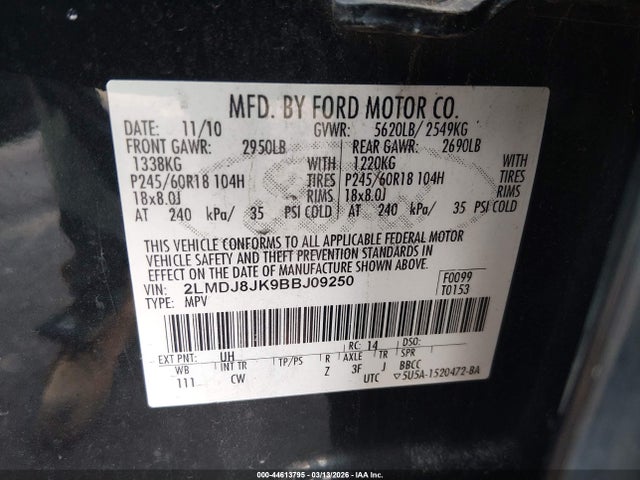 MFD. BY FORD MOTOR CO.
DATE: 11/10 GVWR: 5620LB/ 2549KG
FRONT GAWR: 2950LB REAR GAWR: 2690LB
1338KG WITH 1220KG WITH
P245/60R18 104H TIRES P245/60R18 104H TIRES
18x8.0J RIMS 18x8.0J RIMS
AT 240 kPa/ 35 PSI COLD AT 240 kPa/ 35 PSI COLD
THIS VEHICLE CONFORMS TO ALL APPLICABLE FEDERAL MOTOR
VEHICLE SAFETY AND THEFT PREVENTION STANDARDS IN
EFFECT ON THE DATE OF MANUFACTURE SHOWN ABOVE.
VIN: 2LMDJ8JK9BBJ09250 F0099
TYPE: MPV T0153
EXT PNT: UH RC: 14 DSO:
WB INT TR TP/PS R AXLE TR SPR
111 CW Z 3F J BBCC
UTC ▽5U5A-1520472-BA
000-44613795 - 03/13/2026 - IAA Inc.